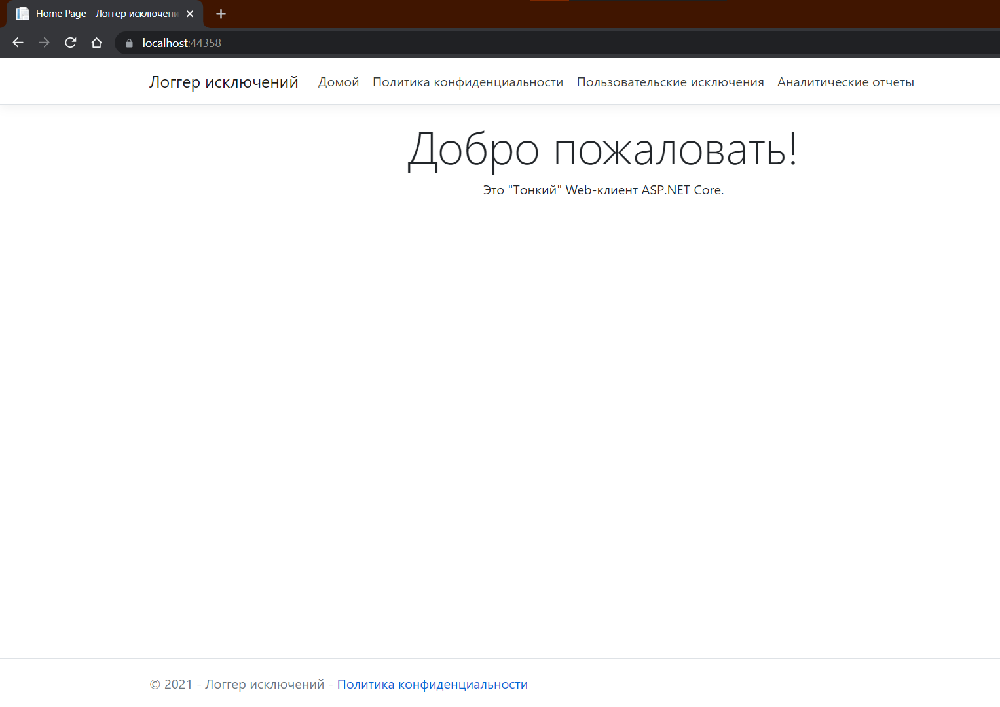 Home Page - Логгер исключени
localhost:44358
Логгер исключений Домой Политика конфиденциальности Пользовательские исключения Аналитические отчеты
Добро пожаловать!
Это "Тонкий" Web-клиент ASP.NET Core.
© 2021 - Логгер исключений - Политика конфиденциальности